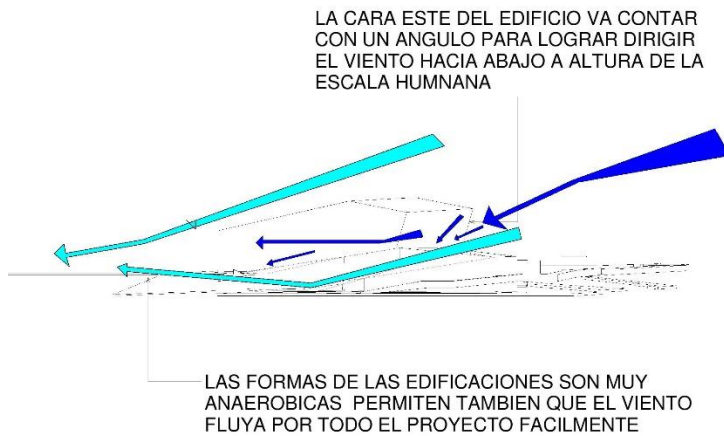 LA CARA ESTE DEL EDIFICIO VA CONTAR
CON UN ANGULO PARA LOGRAR DIRIGIR
EL VIENTO HACIA ABAJO A ALTURA DE LA
ESCALA HUMNANA
LAS FORMAS DE LAS EDIFICACIONES SON MUY
ANAEROBICAS PERMITEN TAMBIEN QUE EL VIENTO
FLUYA POR TODO EL PROYECTO FACILMENTE